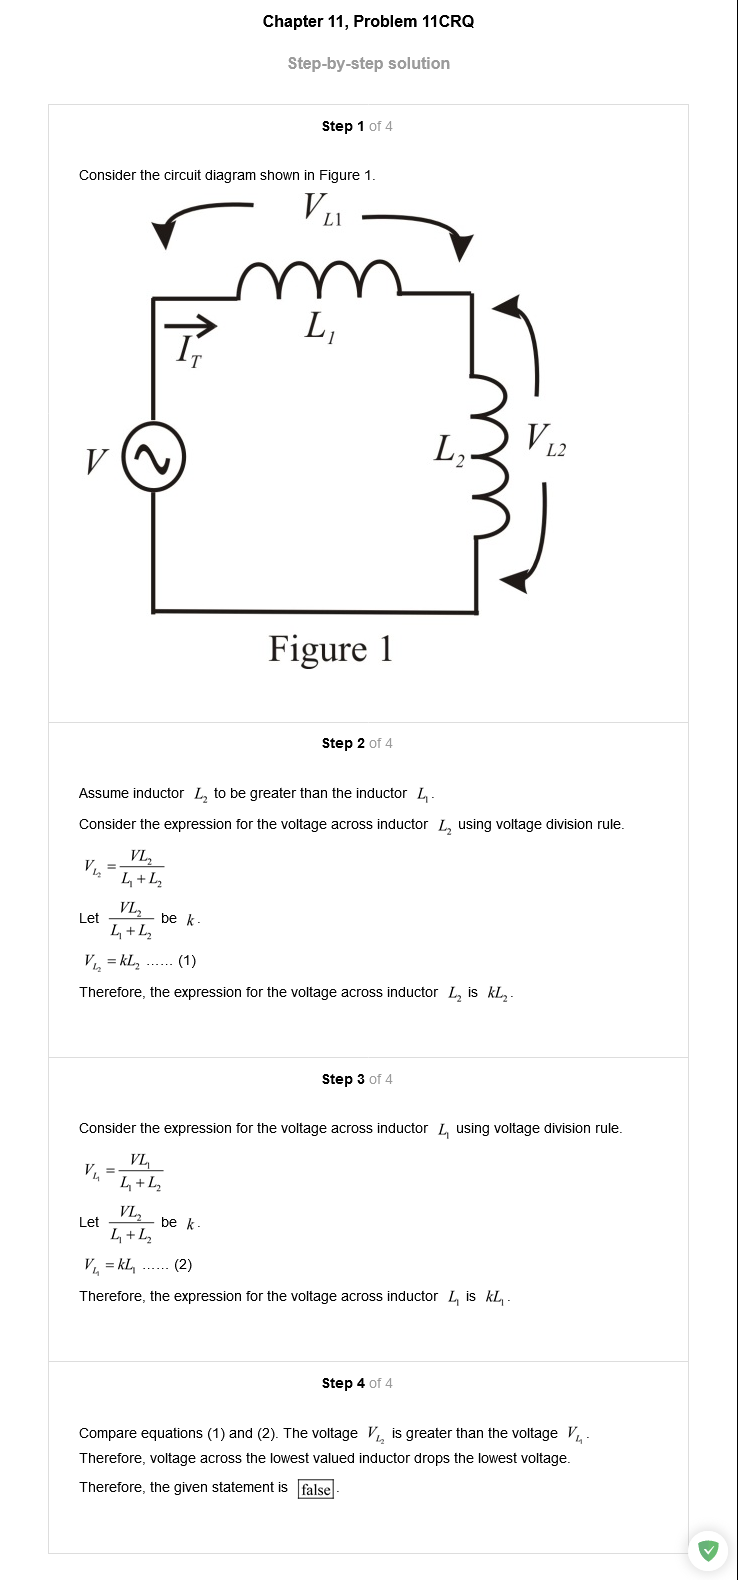 Chapter 11, Problem 11CRQ
Step-by-step solution
Step 1 of 4
Consider the circuit diagram shown in Figure 1.
V_{L1}
L_1
I_T
V
L_2
V_{L2}
Figure 1
Step 2 of 4
Assume inductor L_2 to be greater than the inductor L_1.
Consider the expression for the voltage across inductor L_2 using voltage division rule.
V_{L_2} = \frac{VL_2}{L_1 + L_2}
Let \frac{VL_2}{L_1 + L_2} be k.
V_{L_2} = kL_2 ...... (1)
Therefore, the expression for the voltage across inductor L_2 is kL_2.
Step 3 of 4
Consider the expression for the voltage across inductor L_1 using voltage division rule.
V_{L_1} = \frac{VL_1}{L_1 + L_2}
Let \frac{VL_2}{L_1 + L_2} be k.
V_{L_1} = kL_1 ...... (2)
Therefore, the expression for the voltage across inductor L_1 is kL_1.
Step 4 of 4
Compare equations (1) and (2). The voltage V_{L_2} is greater than the voltage V_{L_1}.
Therefore, voltage across the lowest valued inductor drops the lowest voltage.
Therefore, the given statement is false.